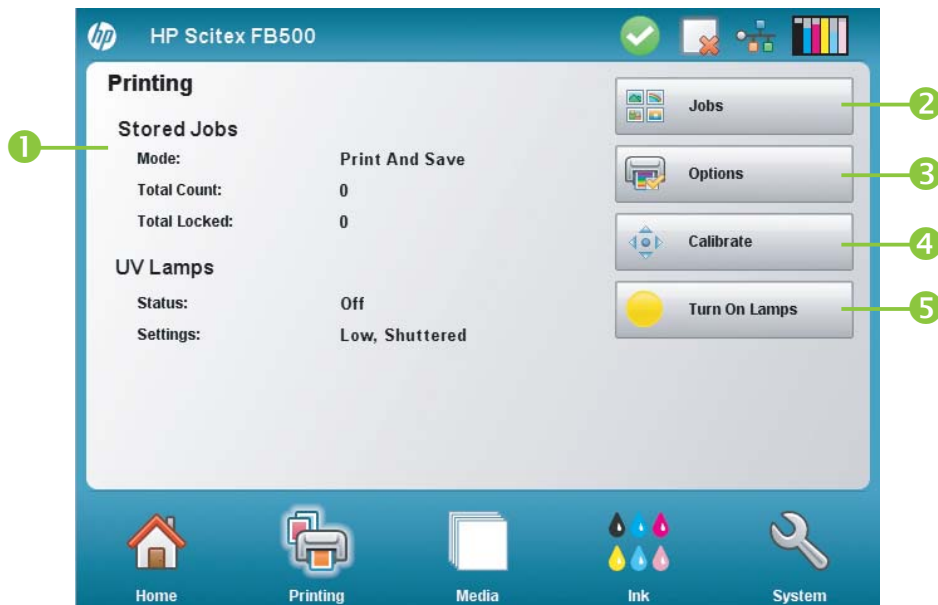 hp HP Scitex FB500
Printing
Stored Jobs
Mode: Print And Save
Total Count: 0
Total Locked: 0
UV Lamps
Status: Off
Settings: Low, Shuttered
Jobs
Options
Calibrate
Turn On Lamps
1
2
3
4
5
Home Printing Media Ink System